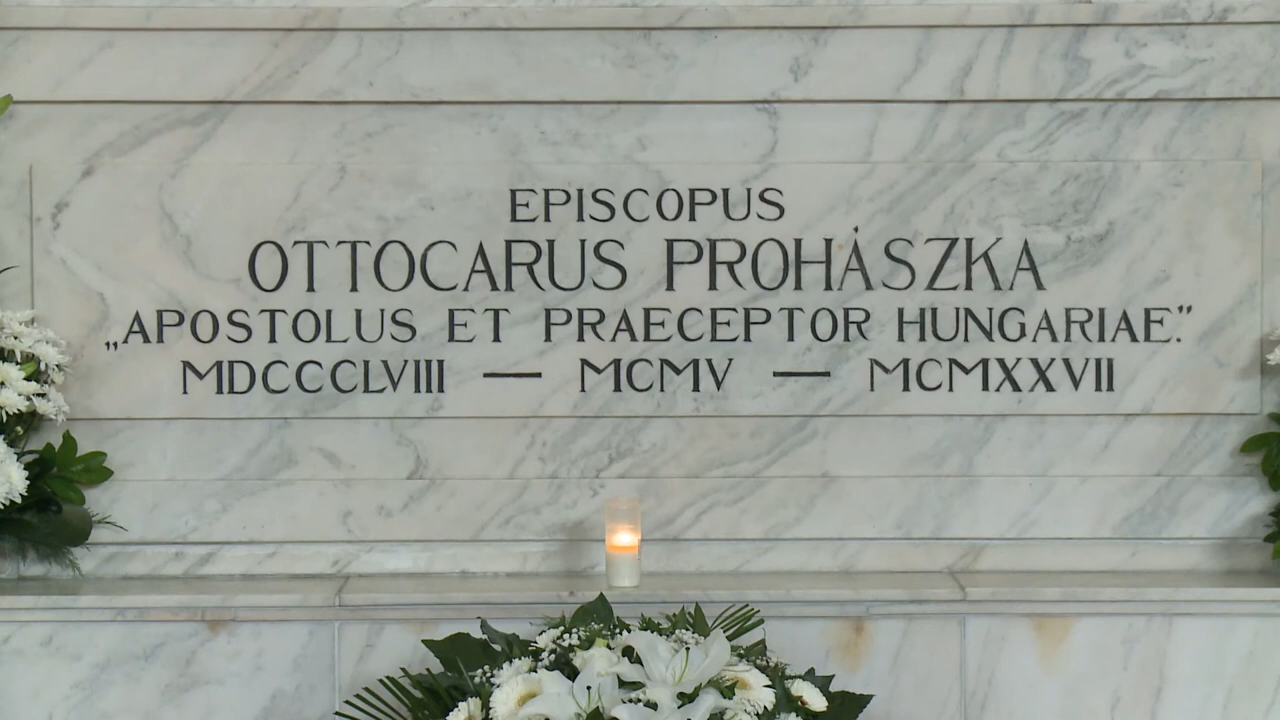 EPISCOPUS
OTTOCARUS PROHÁSZKA
„APOSTOLUS ET PRAECEPTOR HUNGARIAE.”
MDCCCLVIII — MCMV — MCMXXVII